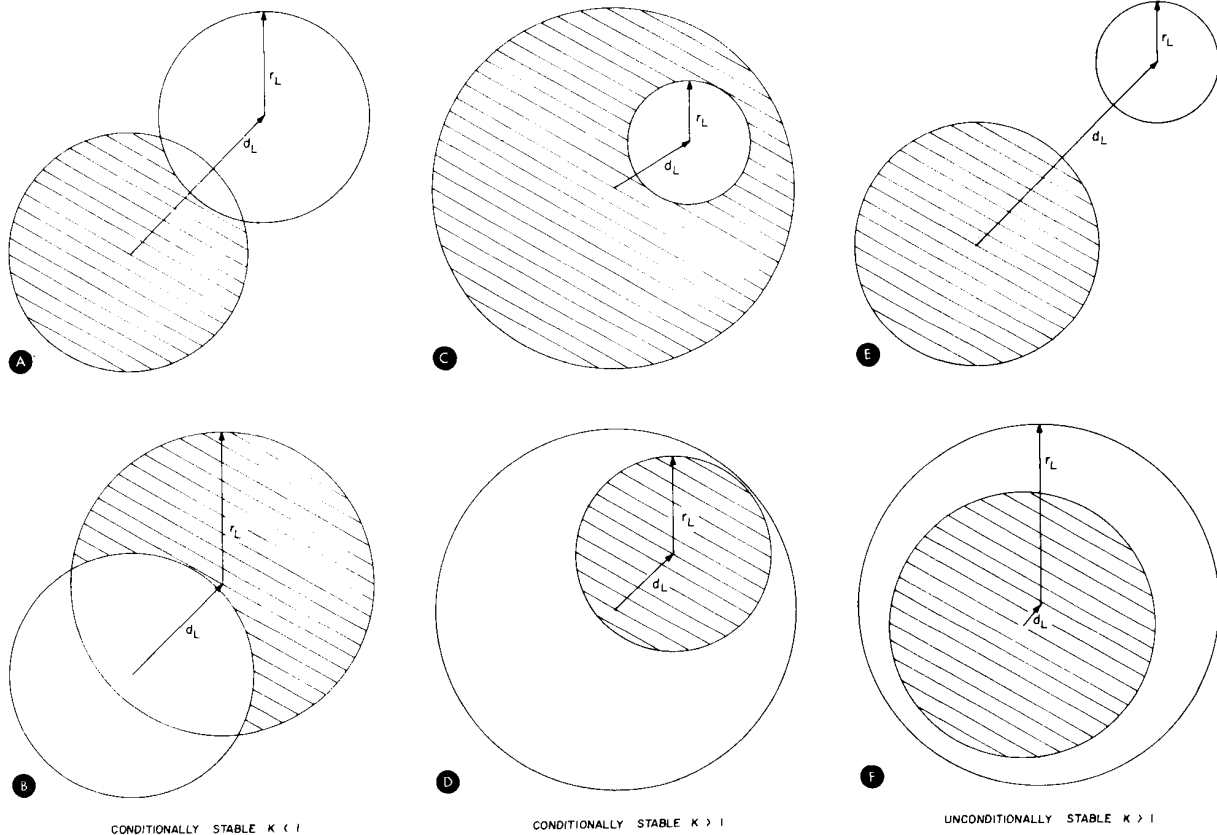 r_L
d_L
A
r_L
d_L
C
r_L
d_L
E
r_L
d_L
B
r_L
d_L
D
r_L
d_L
F
CONDITIONALLY STABLE K < 1
CONDITIONALLY STABLE K > 1
UNCONDITIONALLY STABLE K > 1